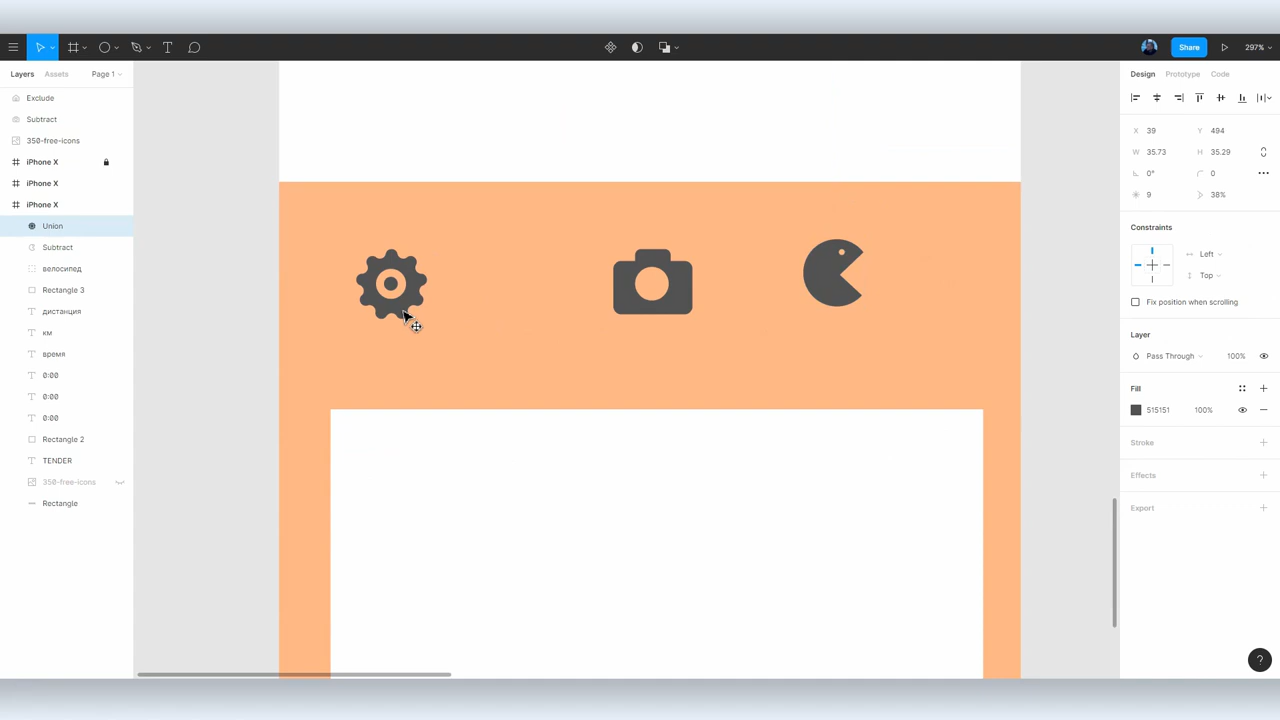 Share
297%
Layers
Assets
Page 1
Design
Prototype
Code
Exclude
Subtract
350-free-icons
iPhone X
iPhone X
iPhone X
Union
Subtract
велосипед
Rectangle 3
дистанция
км
время
0:00
0:00
0:00
Rectangle 2
TENDER
350-free-icons
Rectangle
X 39 Y 494
W 35.73 H 35.29
0° 0
9 38%
Constraints
Left
Top
Fix position when scrolling
Layer
Pass Through 100%
Fill
515151 100%
Stroke
Effects
Export
?